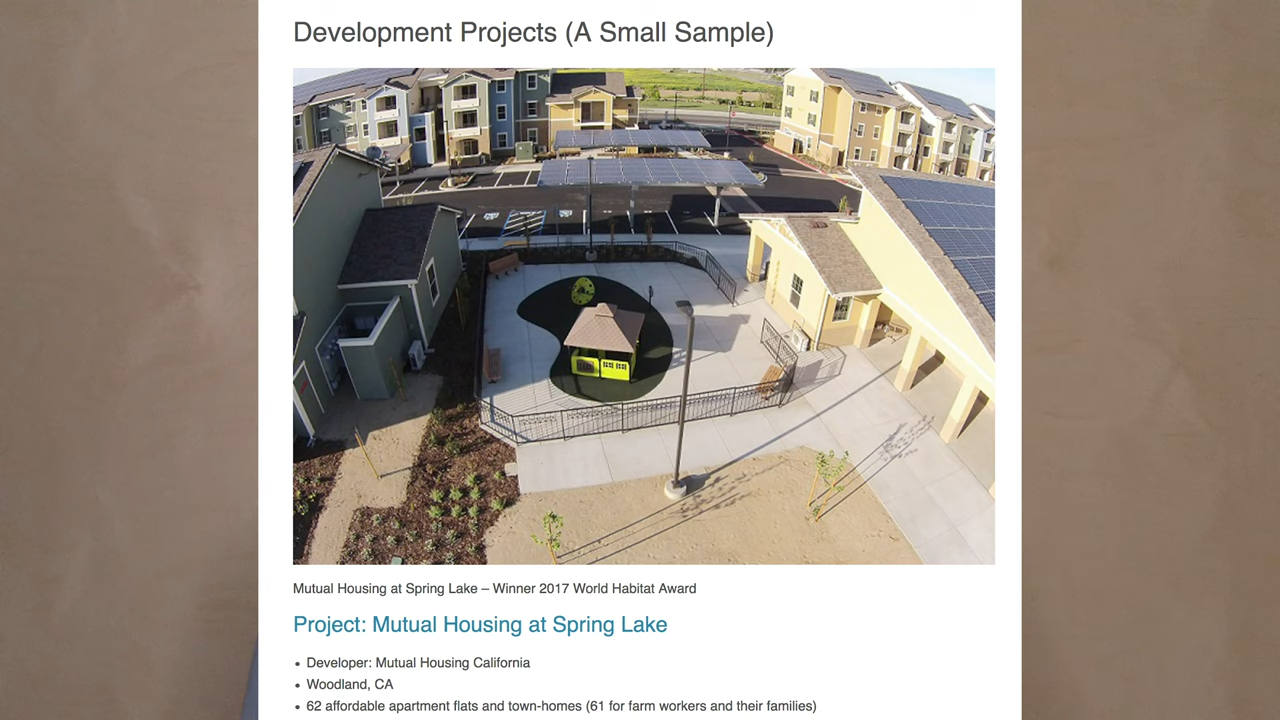 Development Projects (A Small Sample)
Mutual Housing at Spring Lake – Winner 2017 World Habitat Award
Project: Mutual Housing at Spring Lake
• Developer: Mutual Housing California
• Woodland, CA
• 62 affordable apartment flats and town-homes (61 for farm workers and their families)